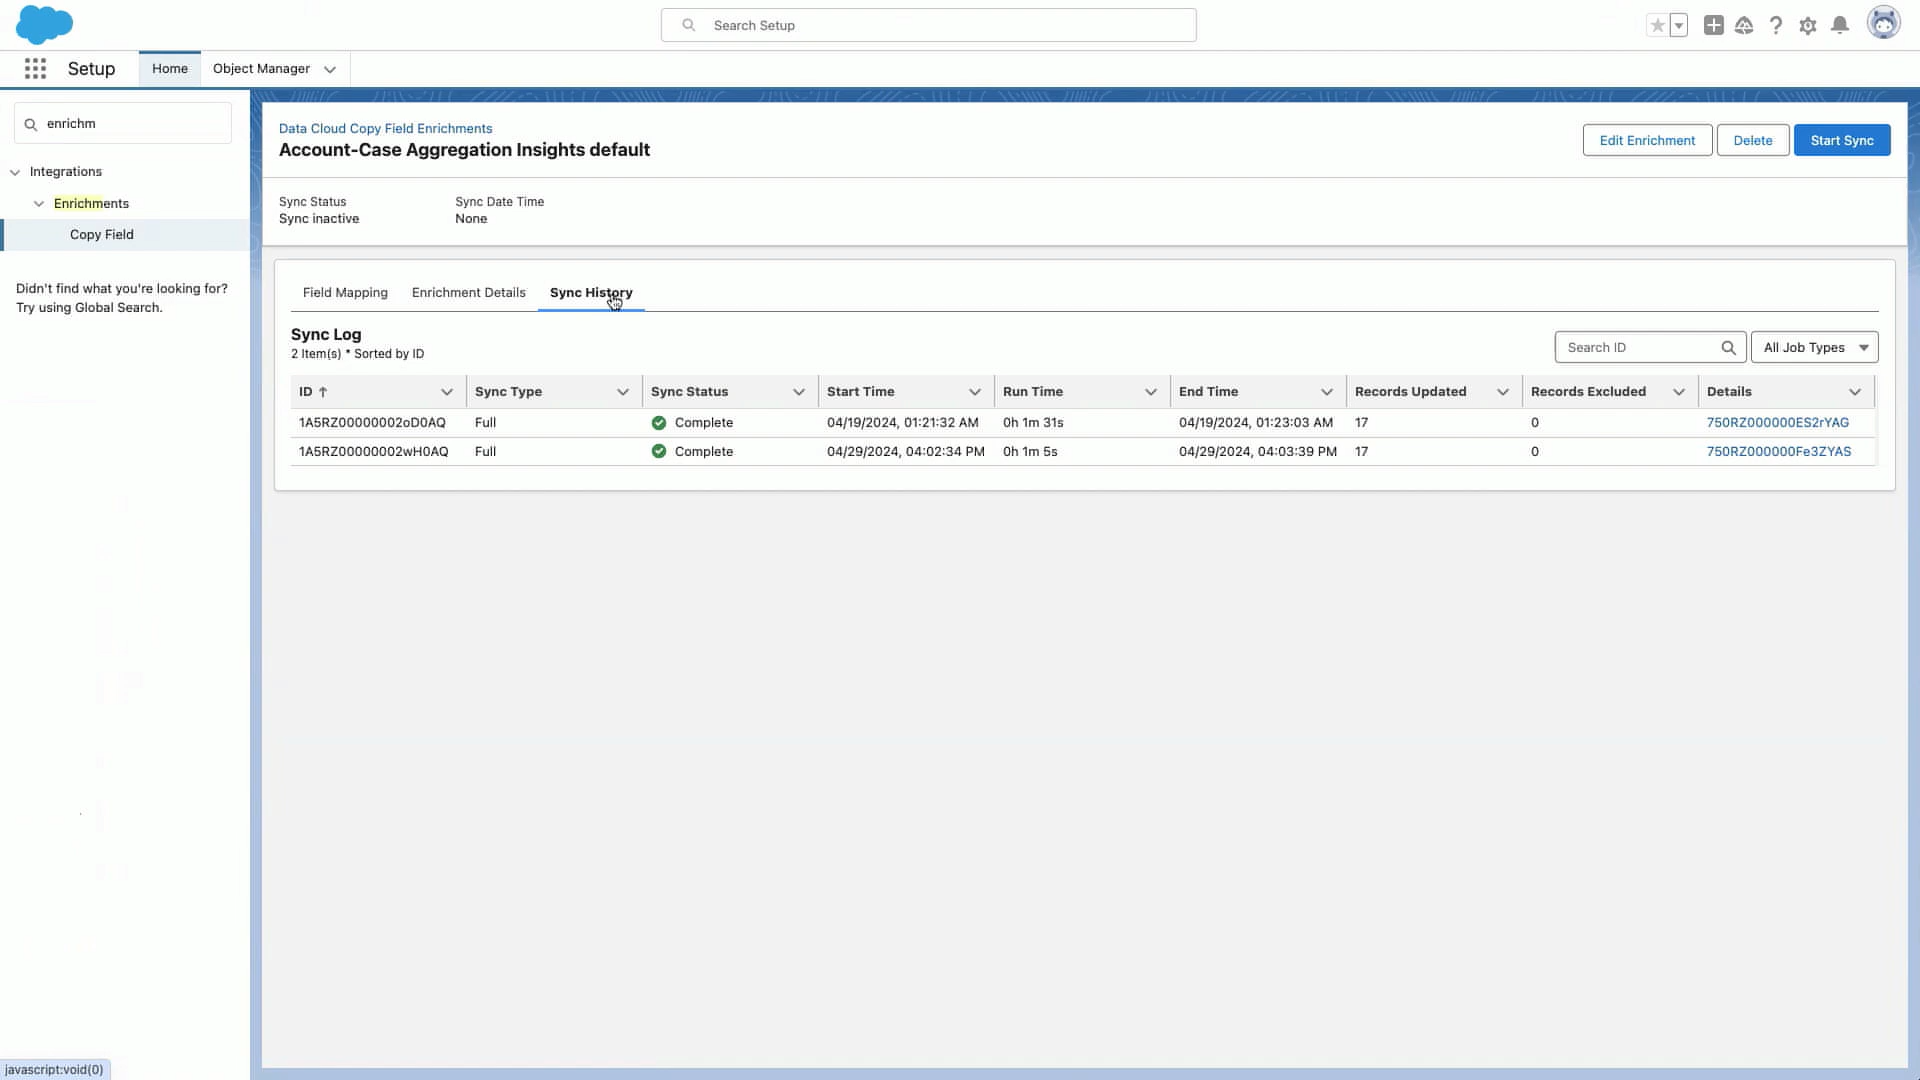 Search Setup
Setup
Home
Object Manager
enrichm
Integrations
Enrichments
Copy Field
Didn't find what you're looking for?
Try using Global Search.
Data Cloud Copy Field Enrichments
Account-Case Aggregation Insights default
Edit Enrichment
Delete
Start Sync
Sync Status
Sync inactive
Sync Date Time
None
Field Mapping
Enrichment Details
Sync History
Sync Log
2 Item(s) * Sorted by ID
Search ID
All Job Types
ID Sync Type Sync Status Start Time Run Time End Time Records Updated Records Excluded Details
1A5RZ00000002oD0AQ Full Complete 04/19/2024, 01:21:32 AM 0h 1m 31s 04/19/2024, 01:23:03 AM 17 0 750RZ000000ES2rYAG
1A5RZ00000002wH0AQ Full Complete 04/29/2024, 04:02:34 PM 0h 1m 5s 04/29/2024, 04:03:39 PM 17 0 750RZ000000Fe3ZYAS
javascript:void(0)